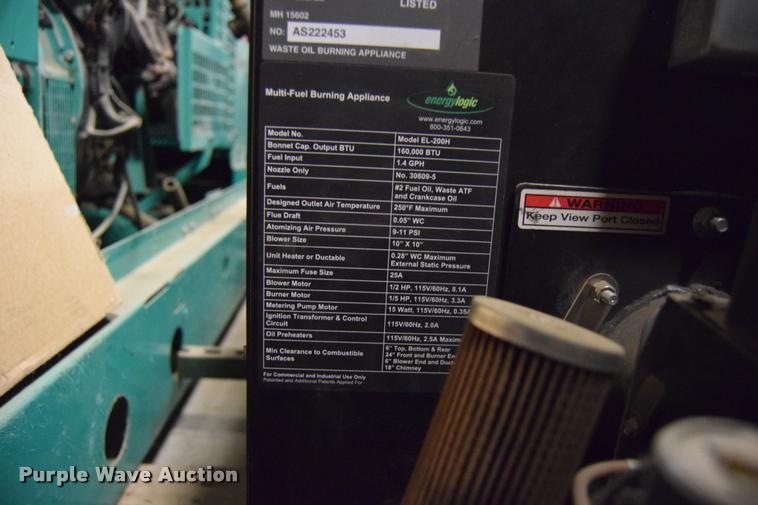 LISTED
MH 15602
NO: AS222453
WASTE OIL BURNING APPLIANCE
Multi-Fuel Burning Appliance
energylogic
www.energylogic.com
800-351-0643
Model No. Model EL-200H
Bonnet Cap. Output BTU 160,000 BTU
Fuel Input 1.4 GPH
Nozzle Only No. 30609-5
Fuels #2 Fuel Oil, Waste ATF
and Crankcase Oil
Designed Outlet Air Temperature 250°F Maximum
Flue Draft 0.05" WC
Atomizing Air Pressure 9-11 PSI
Blower Size 10" X 10"
Unit Heater or Ductable 0.28" WC Maximum
External Static Pressure
Maximum Fuse Size 25A
Blower Motor 1/2 HP, 115V/60Hz, 8.1A
Burner Motor 1/5 HP, 115V/60Hz, 3.3A
Metering Pump Motor 15 Watt, 115V/60Hz, 0.35A
Ignition Transformer & Control
Circuit 115V/60Hz, 2.0A
Oil Preheaters 115V/60Hz, 2.5A
Min Clearance to Combustible
Surfaces
6" Top, Bottom & Rear
24" Front and Burner
6" Blower End and
18" Chimney
For Commercial and Industrial Use Only
Patented and Additional Patents Applied For
WARNING
Keep View Port Closed
Purple Wave Auction